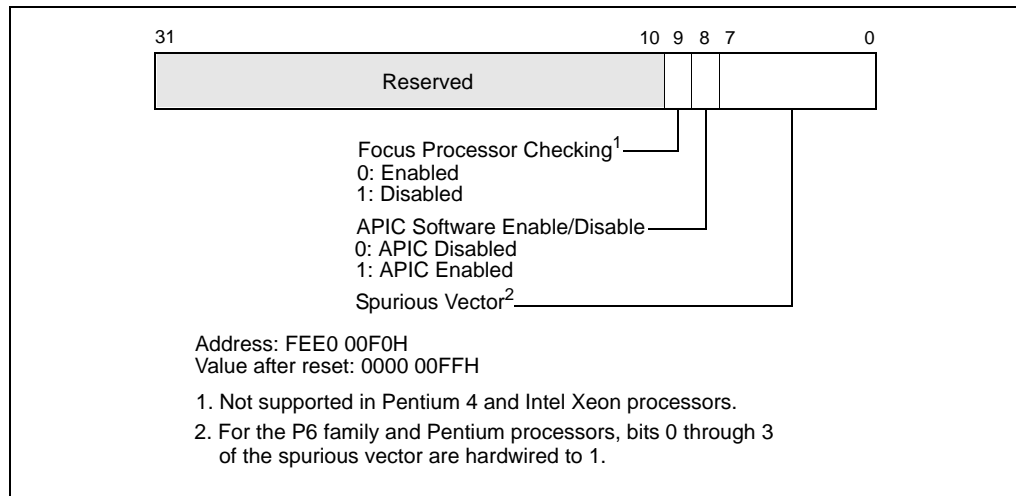 31 10 9 8 7 0
Reserved
Focus Processor Checking1
0: Enabled
1: Disabled
APIC Software Enable/Disable
0: APIC Disabled
1: APIC Enabled
Spurious Vector2
Address: FEE0 00F0H
Value after reset: 0000 00FFH
1. Not supported in Pentium 4 and Intel Xeon processors.
2. For the P6 family and Pentium processors, bits 0 through 3
of the spurious vector are hardwired to 1.